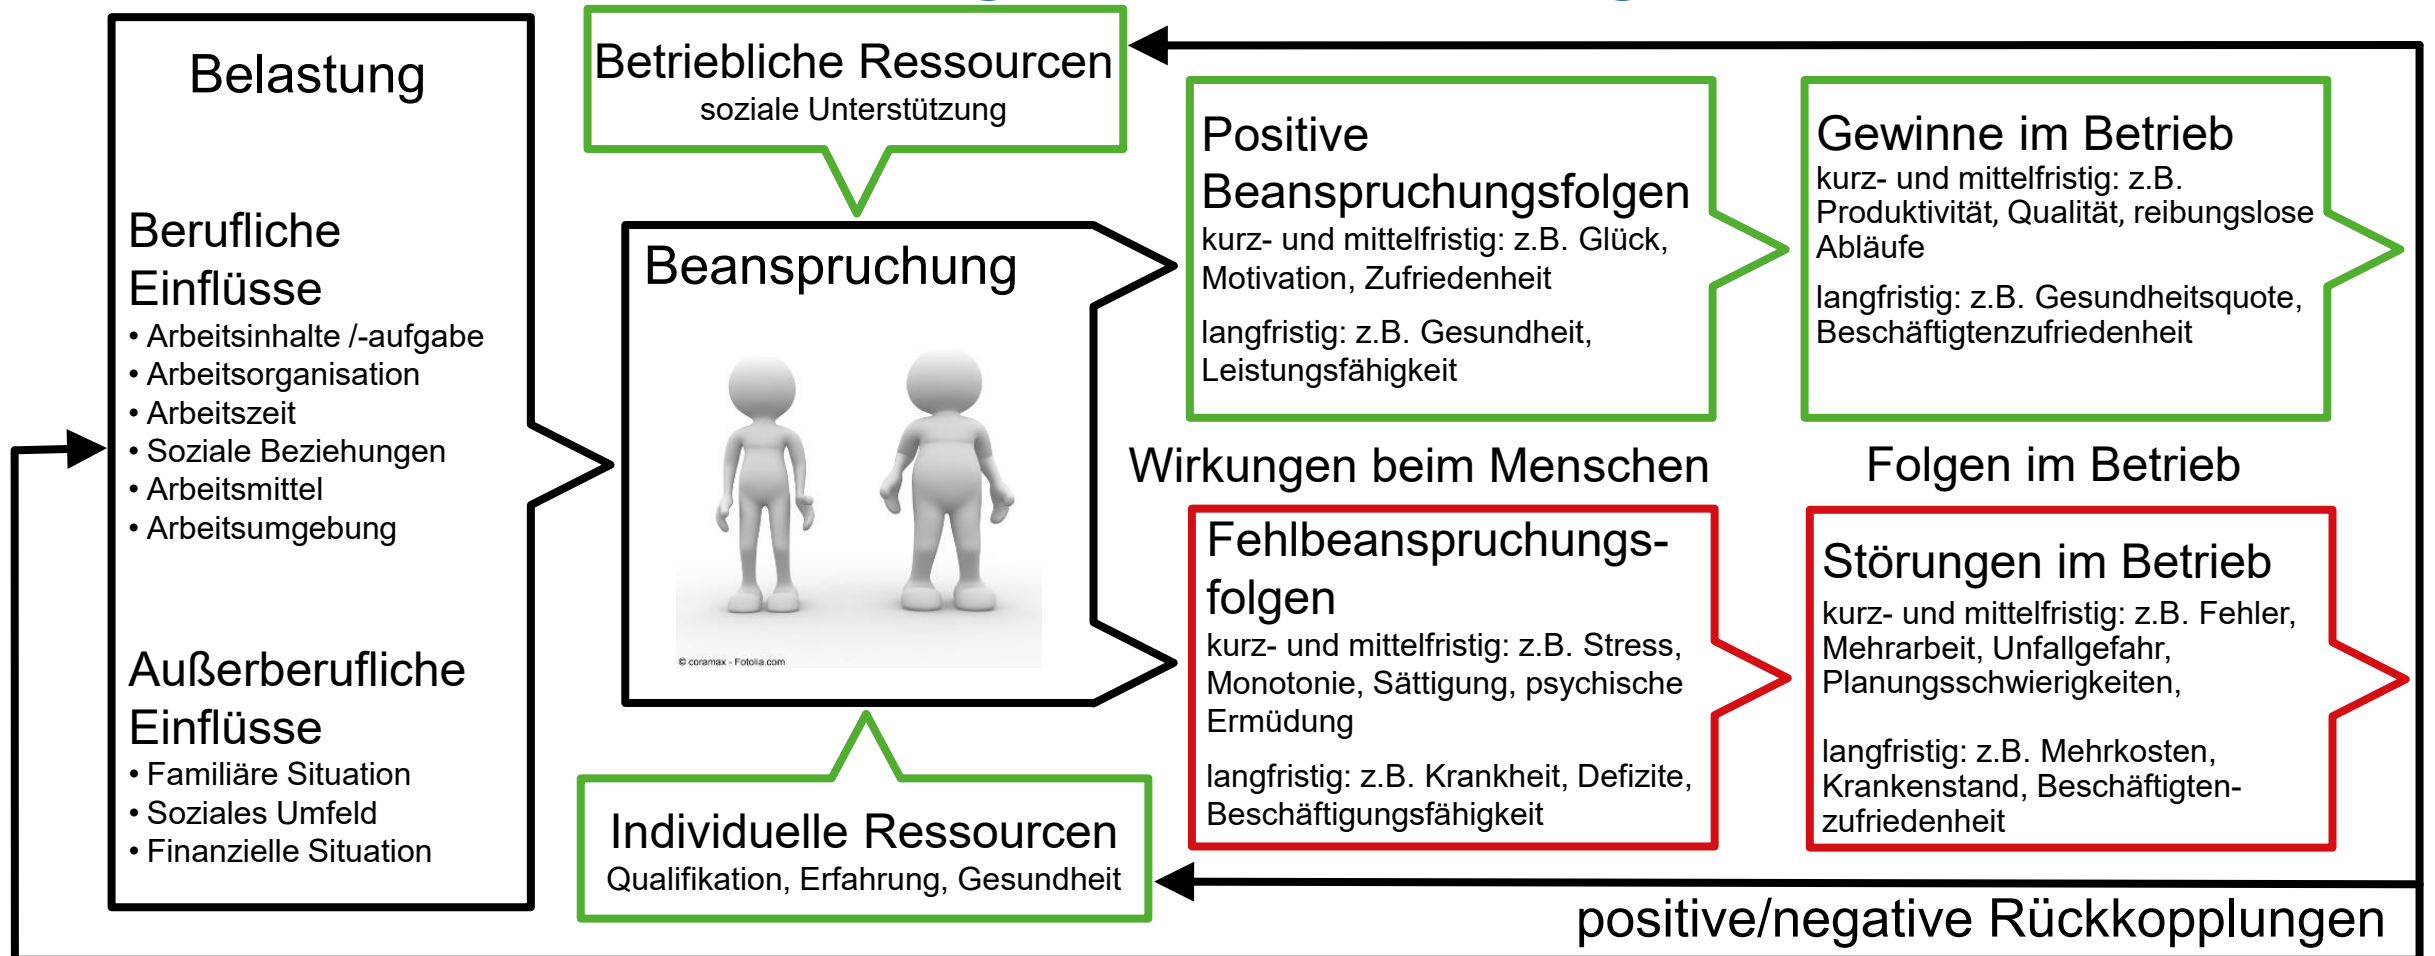 Belastung
Berufliche
Einflüsse
• Arbeitsinhalte /-aufgabe
• Arbeitsorganisation
• Arbeitszeit
• Soziale Beziehungen
• Arbeitsmittel
• Arbeitsumgebung
Außerberufliche
Einflüsse
• Familiäre Situation
• Soziales Umfeld
• Finanzielle Situation
Betriebliche Ressourcen
soziale Unterstützung
Beanspruchung
© coramax - Fotolia.com
Individuelle Ressourcen
Qualifikation, Erfahrung, Gesundheit
Positive
Beanspruchungsfolgen
kurz- und mittelfristig: z.B. Glück,
Motivation, Zufriedenheit
langfristig: z.B. Gesundheit,
Leistungsfähigkeit
Wirkungen beim Menschen
Fehlbeanspruchungs-
folgen
kurz- und mittelfristig: z.B. Stress,
Monotonie, Sättigung, psychische
Ermüdung
langfristig: z.B. Krankheit, Defizite,
Beschäftigungsfähigkeit
Gewinne im Betrieb
kurz- und mittelfristig: z.B.
Produktivität, Qualität, reibungslose
Abläufe
langfristig: z.B. Gesundheitsquote,
Beschäftigtenzufriedenheit
Folgen im Betrieb
Störungen im Betrieb
kurz- und mittelfristig: z.B. Fehler,
Mehrarbeit, Unfallgefahr,
Planungsschwierigkeiten,
langfristig: z.B. Mehrkosten,
Krankenstand, Beschäftigten-
zufriedenheit
positive/negative Rückkopplungen